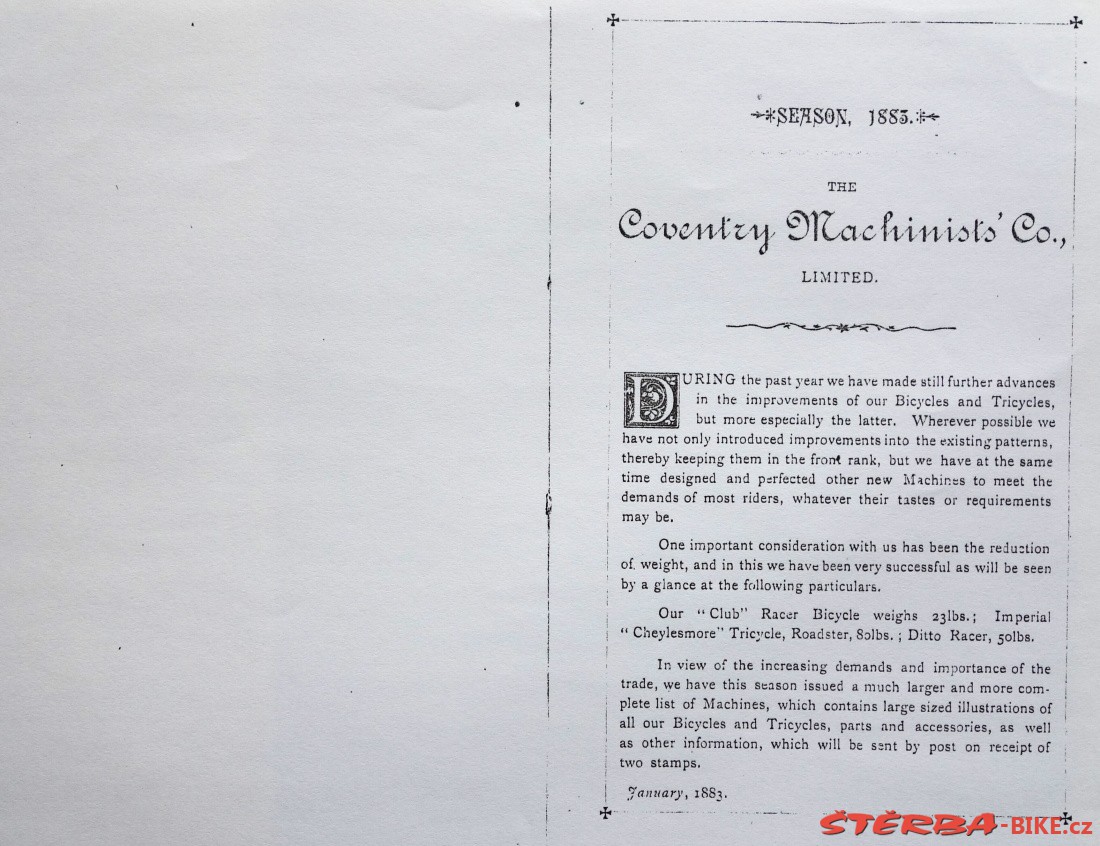 SEASON, 1883.
THE
Coventry Machinists' Co.,
LIMITED.
DURING the past year we have made still further advances
in the improvements of our Bicycles and Tricycles,
but more especially the latter. Wherever possible we
have not only introduced improvements into the existing patterns,
thereby keeping them in the front rank, but we have at the same
time designed and perfected other new Machines to meet the
demands of most riders, whatever their tastes or requirements
may be.
One important consideration with us has been the reduction
of weight, and in this we have been very successful as will be seen
by a glance at the following particulars.
Our "Club" Racer Bicycle weighs 23lbs.; Imperial
"Cheylesmore" Tricycle, Roadster, 80lbs.; Ditto Racer, 50lbs.
In view of the increasing demands and importance of the
trade, we have this season issued a much larger and more com-
plete list of Machines, which contains large sized illustrations of
all our Bicycles and Tricycles, parts and accessories, as well
as other information, which will be sent by post on receipt of
two stamps.
January, 1883.
ŠTĚRBA-BIKE.cz